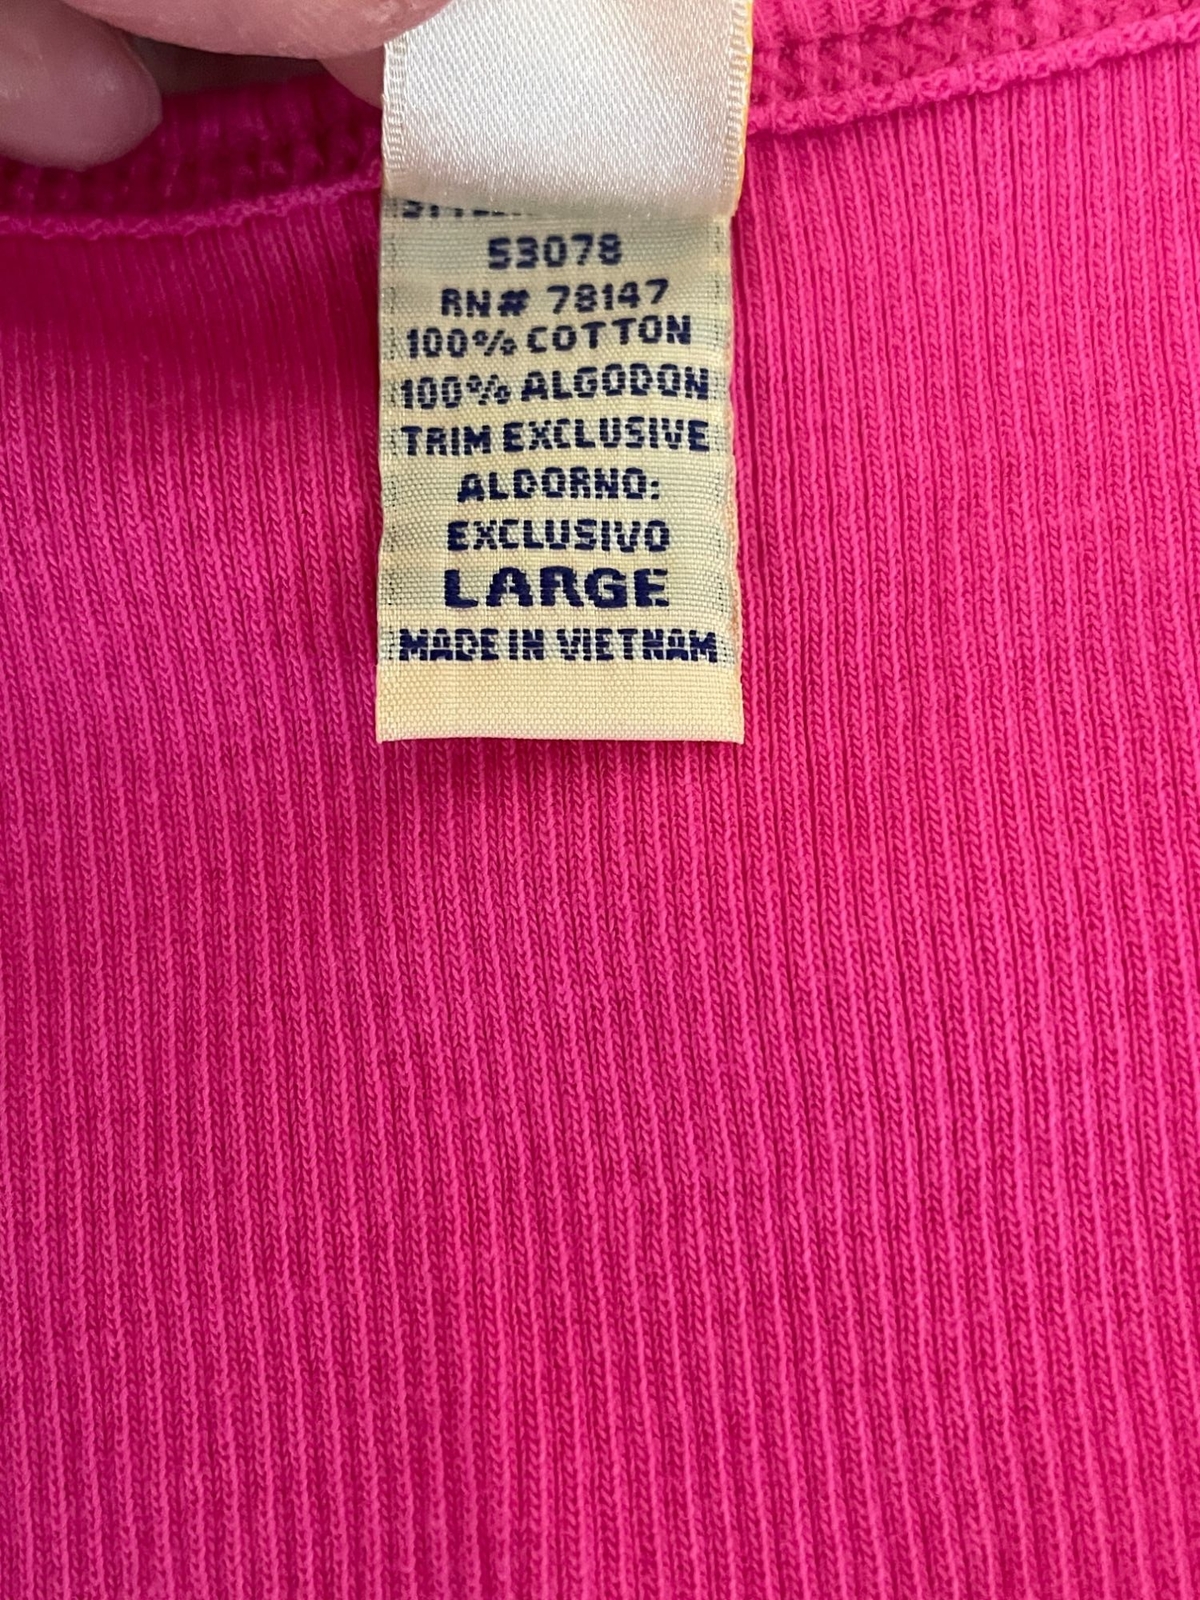 53078
RN# 78147
100% COTTON
100% ALGODON
TRIM EXCLUSIVE
ALDORNO:
EXCLUSIVO
LARGE
MADE IN VIETNAM